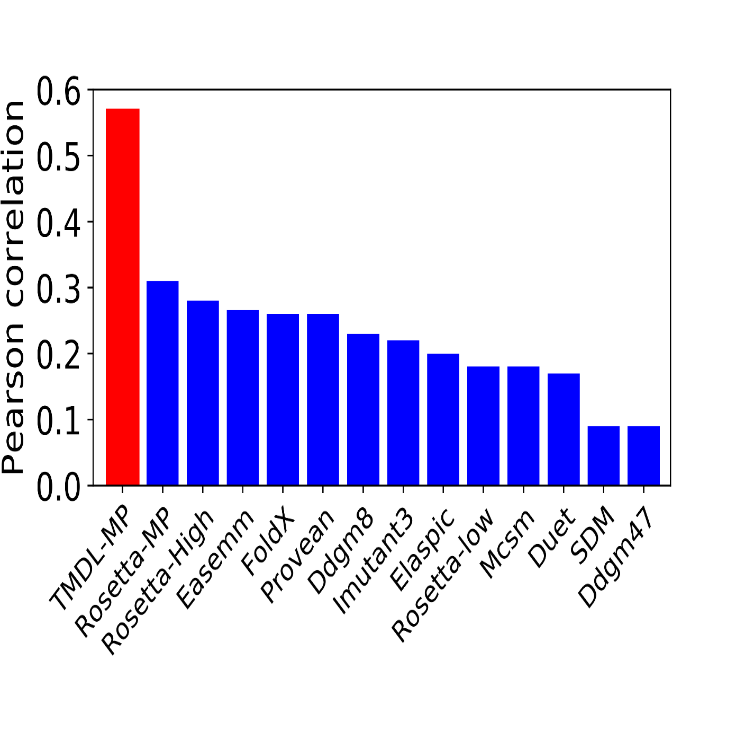 Pearson correlation
0.6
0.5
0.4
0.3
0.2
0.1
0.0
TMDL-MP
Rosetta-MP
Rosetta-High
Easemm
FoldX
Provean
Ddgm8
Imutant3
Elaspic
Rosetta-low
Mcsm
Duet
SDM
Ddgm47